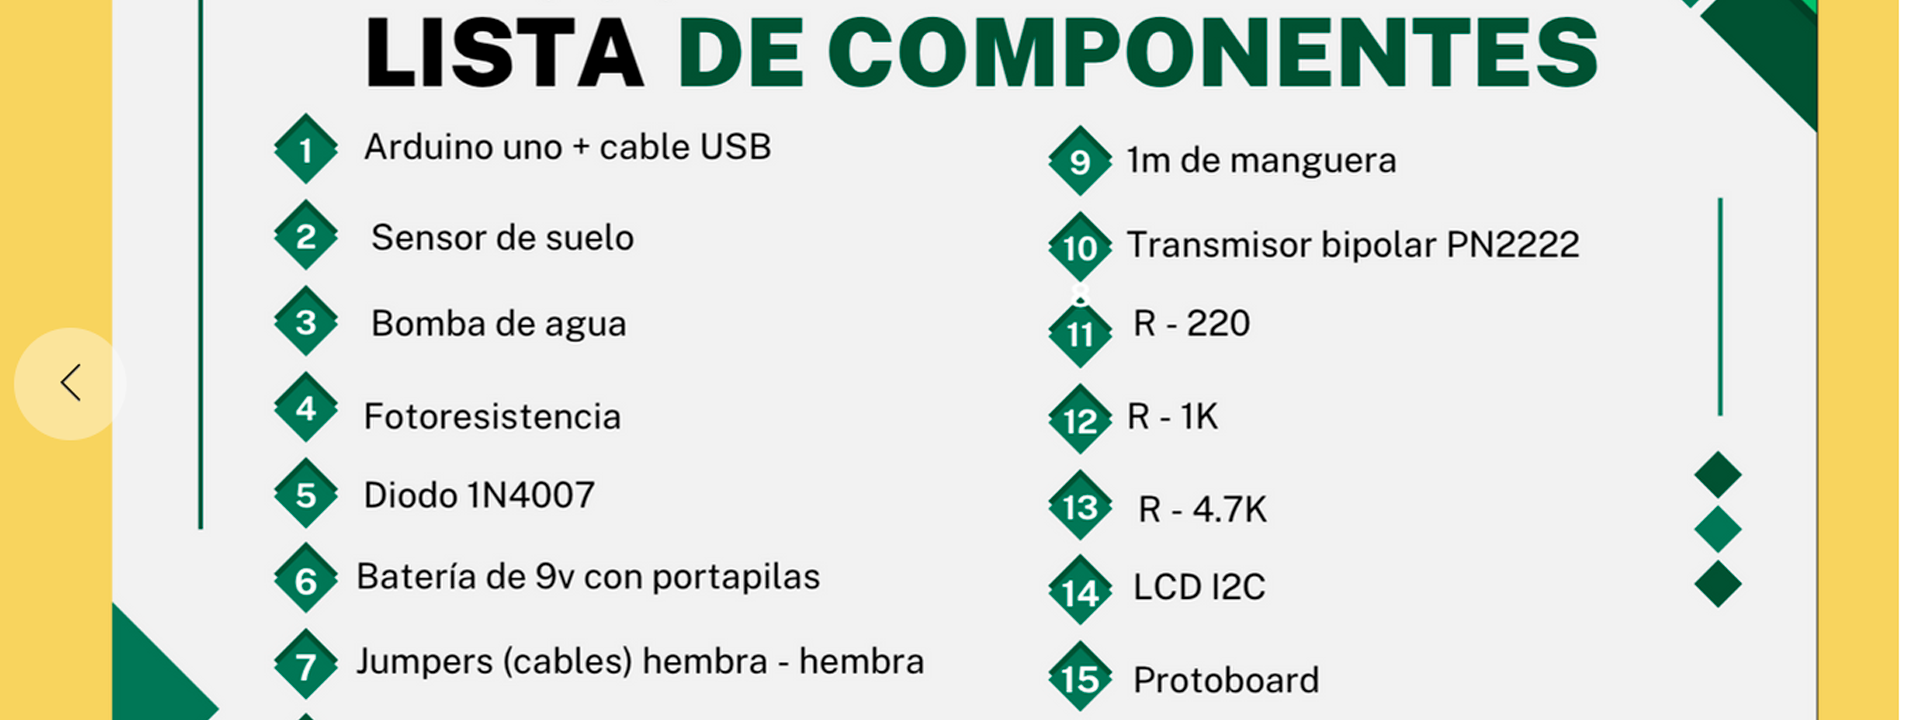 LISTA DE COMPONENTES
1 Arduino uno + cable USB
2 Sensor de suelo
3 Bomba de agua
4 Fotoresistencia
5 Diodo 1N4007
6 Batería de 9v con portapilas
7 Jumpers (cables) hembra - hembra
9 1m de manguera
10 Transmisor bipolar PN2222
8
11 R - 220
12 R - 1K
13 R - 4.7K
14 LCD I2C
15 Protoboard